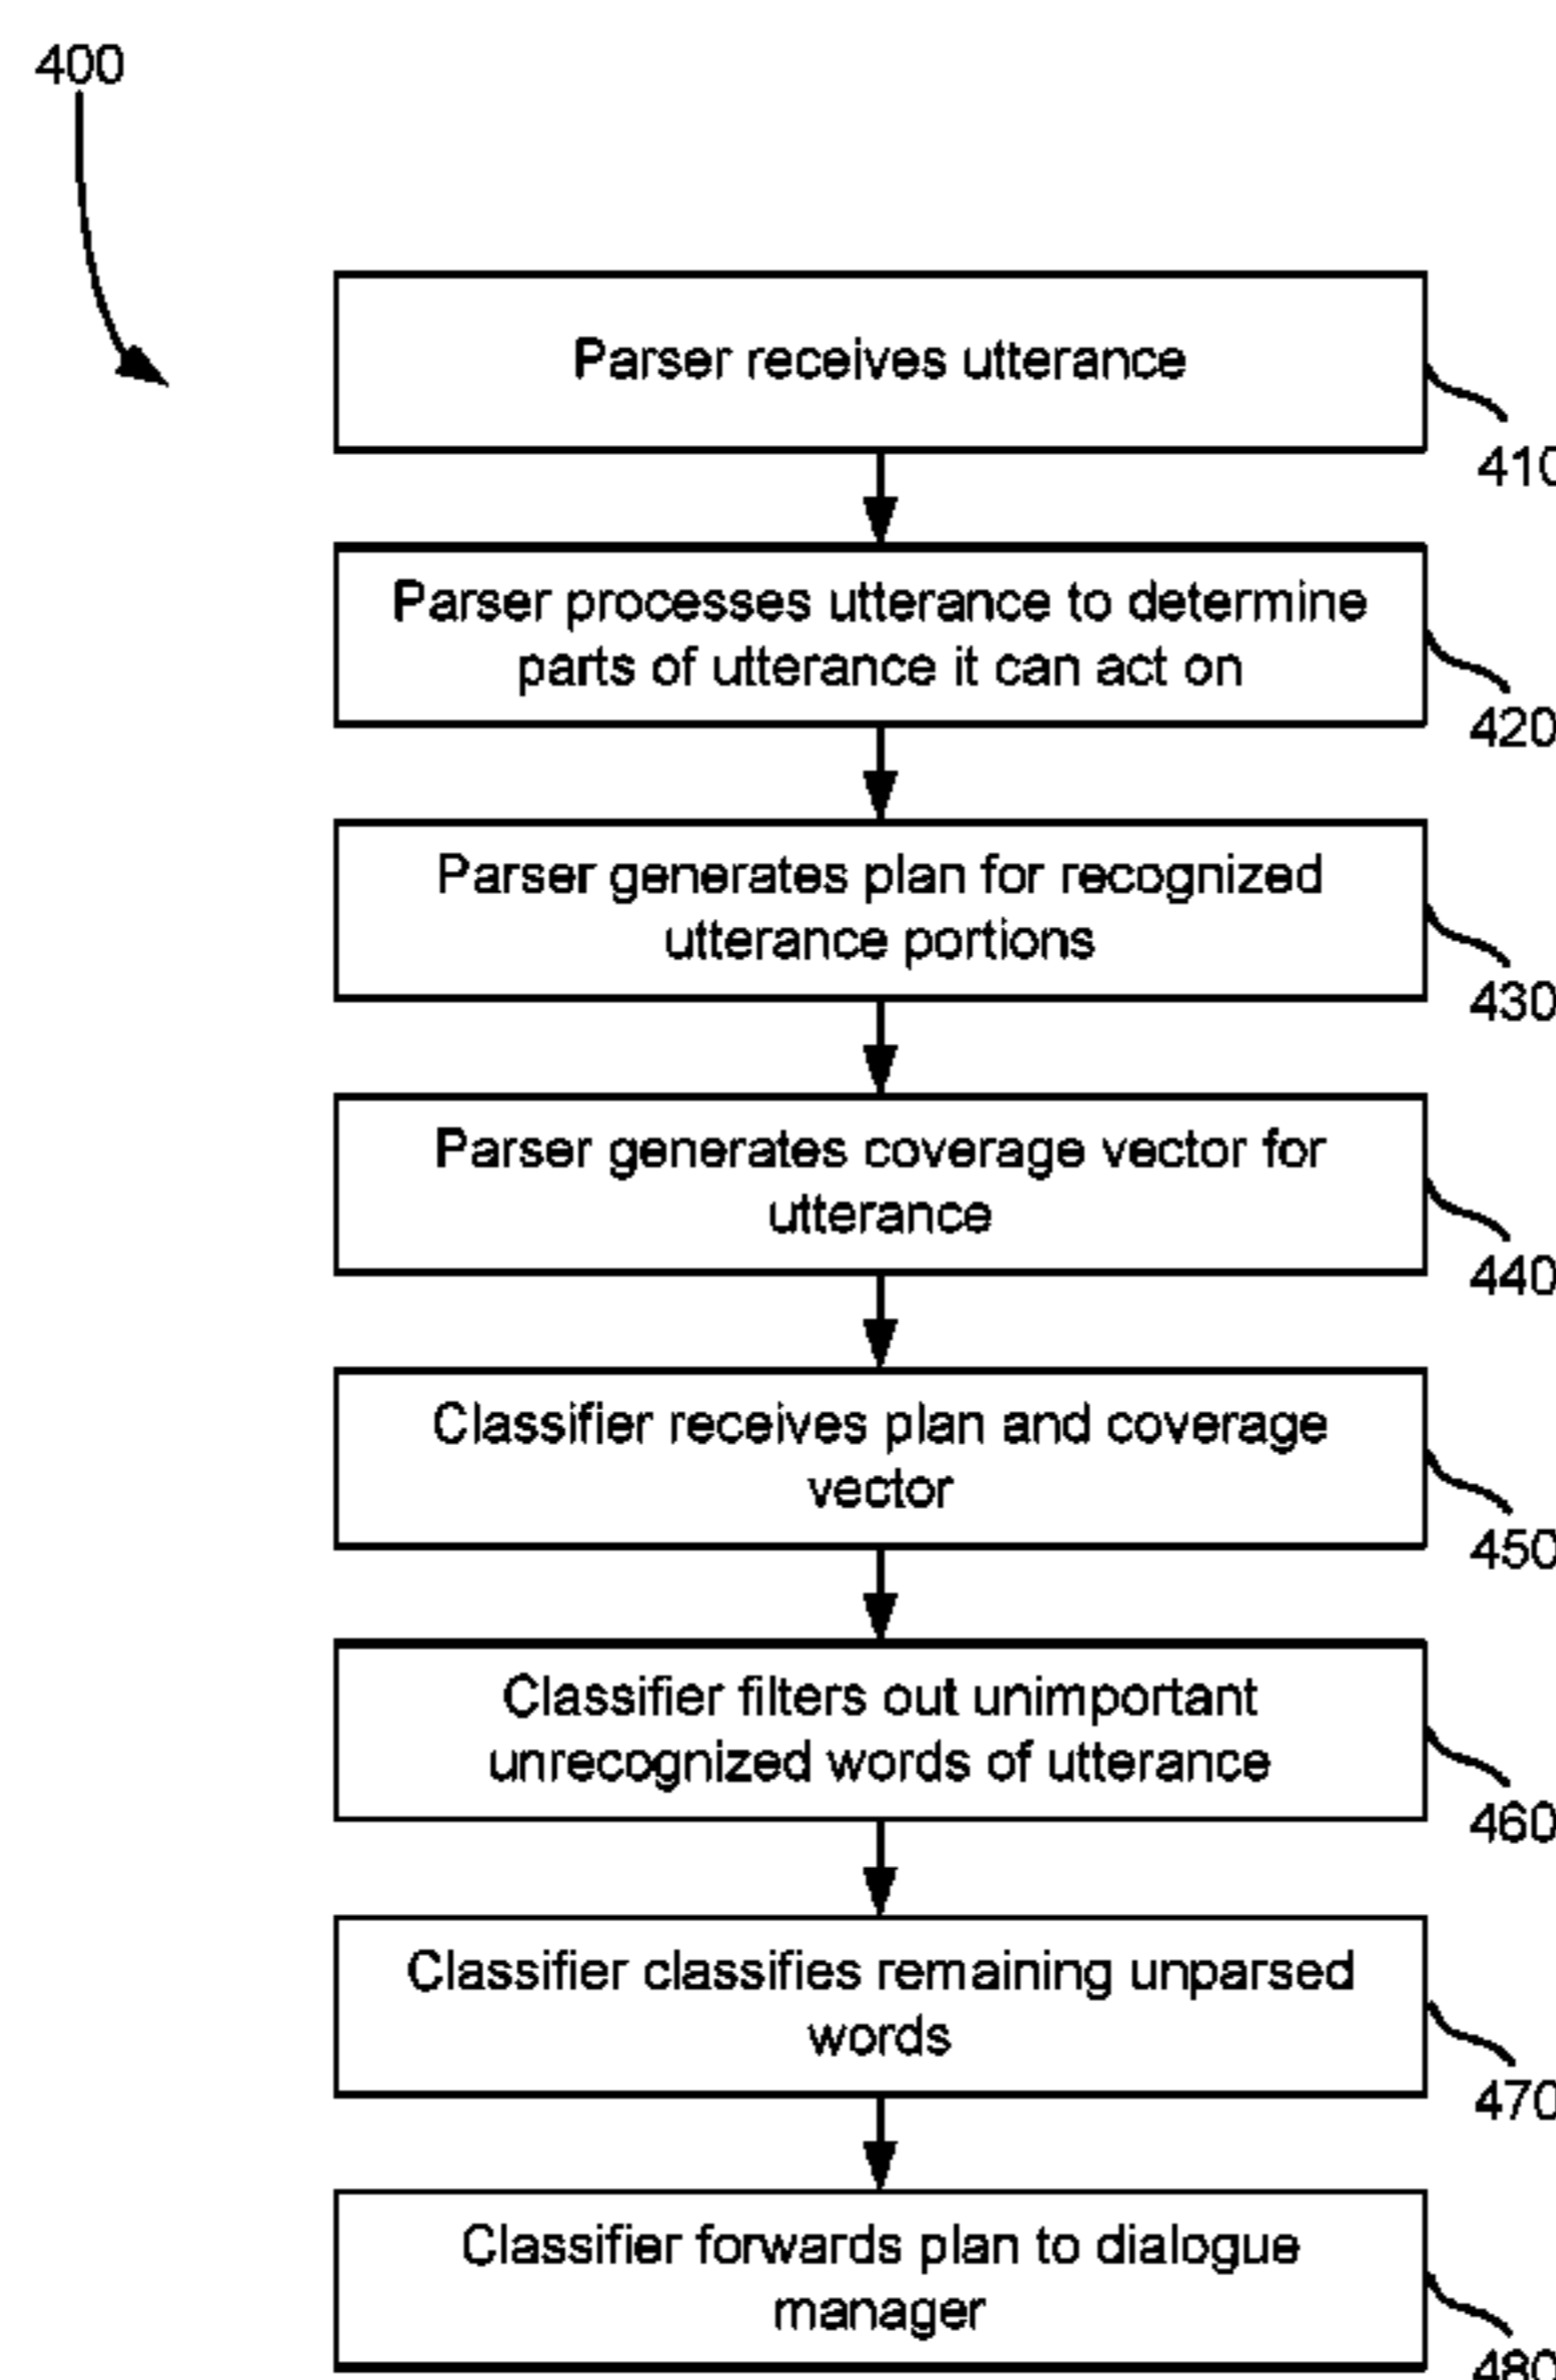 400
Parser receives utterance
410
Parser processes utterance to determine
parts of utterance it can act on
420
Parser generates plan for recognized
utterance portions
430
Parser generates coverage vector for
utterance
440
Classifier receives plan and coverage
vector
450
Classifier filters out unimportant
unrecognized words of utterance
460
Classifier classifies remaining unparsed
words
470
Classifier forwards plan to dialogue
manager
480